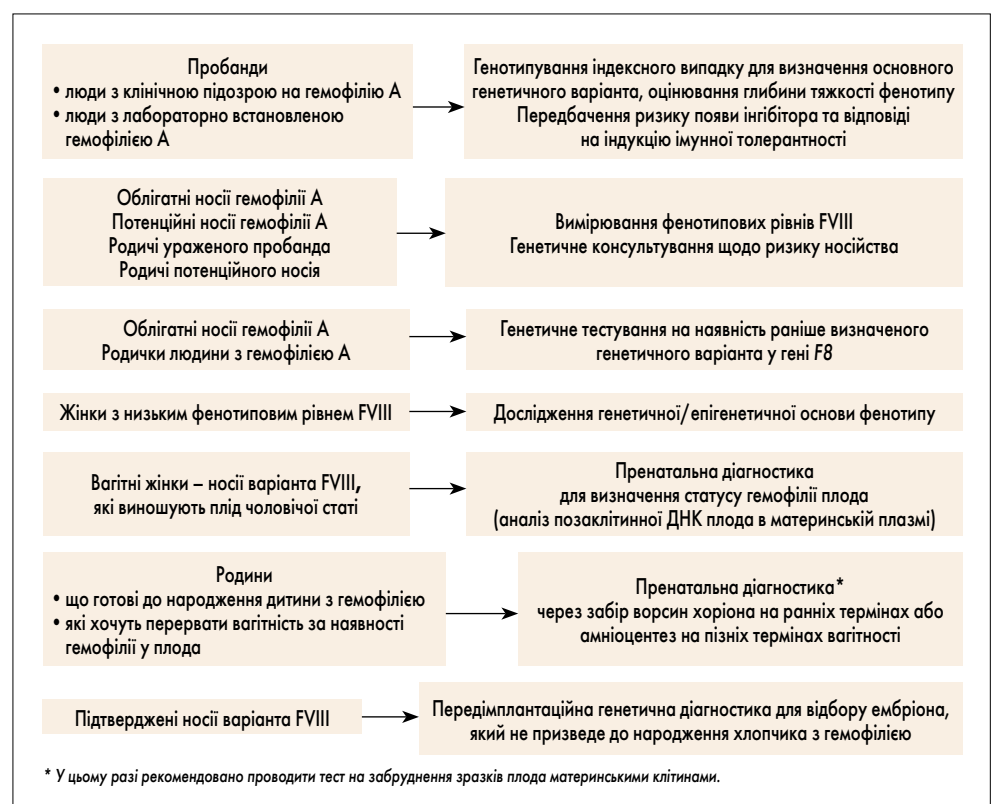 Пробанди
• люди з клінічною підозрою на гемофілію А
• люди з лабораторно встановленою
гемофілією А
Генотипування індексного випадку для визначення основного
генетичного варіанта, оцінювання глибини тяжкості фенотипу
Передбачення ризику появи інгібітора та відповіді
на індукцію імунної толерантності
Облігатні носії гемофілії А
Потенційні носії гемофілії А
Родичі ураженого пробанда
Родичі потенційного носія
Вимірювання фенотипових рівнів FVIII
Генетичне консультування щодо ризику носійства
Облігатні носії гемофілії А
Родички людини з гемофілією А
Генетичне тестування на наявність раніше визначеного
генетичного варіанта у гені F8
Жінки з низьким фенотиповим рівнем FVIII
Дослідження генетичної/епігенетичної основи фенотипу
Вагітні жінки – носії варіанта FVIII,
які виношують плід чоловічої статі
Пренатальна діагностика
для визначення статусу гемофілії плода
(аналіз позаклітинної ДНК плода в материнській плазмі)
Родини
• що готові до народження дитини з гемофілією
• які хочуть перервати вагітність за наявності
гемофілії у плода
Пренатальна діагностика*
через забір ворсин хоріона на ранніх термінах або
амніоцентез на пізніх термінах вагітності
Підтверджені носії варіанта FVIII
Передімплантаційна генетична діагностика для відбору ембріона,
який не призведе до народження хлопчика з гемофілією
* У цьому разі рекомендовано проводити тест на забруднення зразків плода материнськими клітинами.